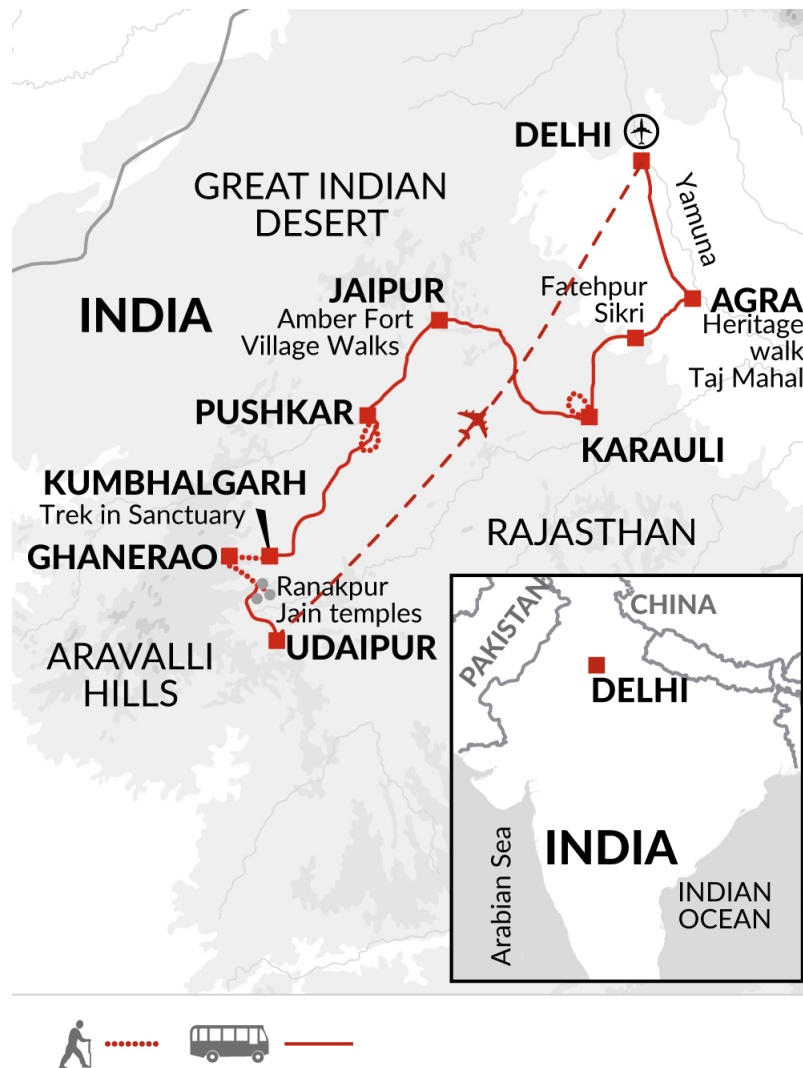 DELHI
Yamuna
GREAT INDIAN
DESERT
JAIPUR
Amber Fort
Village Walks
Fatehpur
Sikri
AGRA
Heritage
walk
Taj Mahal
INDIA
PUSHKAR
KARAULI
KUMBHALGARH
Trek in Sanctuary
RAJASTHAN
GHANERAO
Ranakpur
Jain temples
UDAIPUR
ARAVALLI
HILLS
PAKISTAN
CHINA
DELHI
INDIA
Arabian Sea
INDIAN
OCEAN